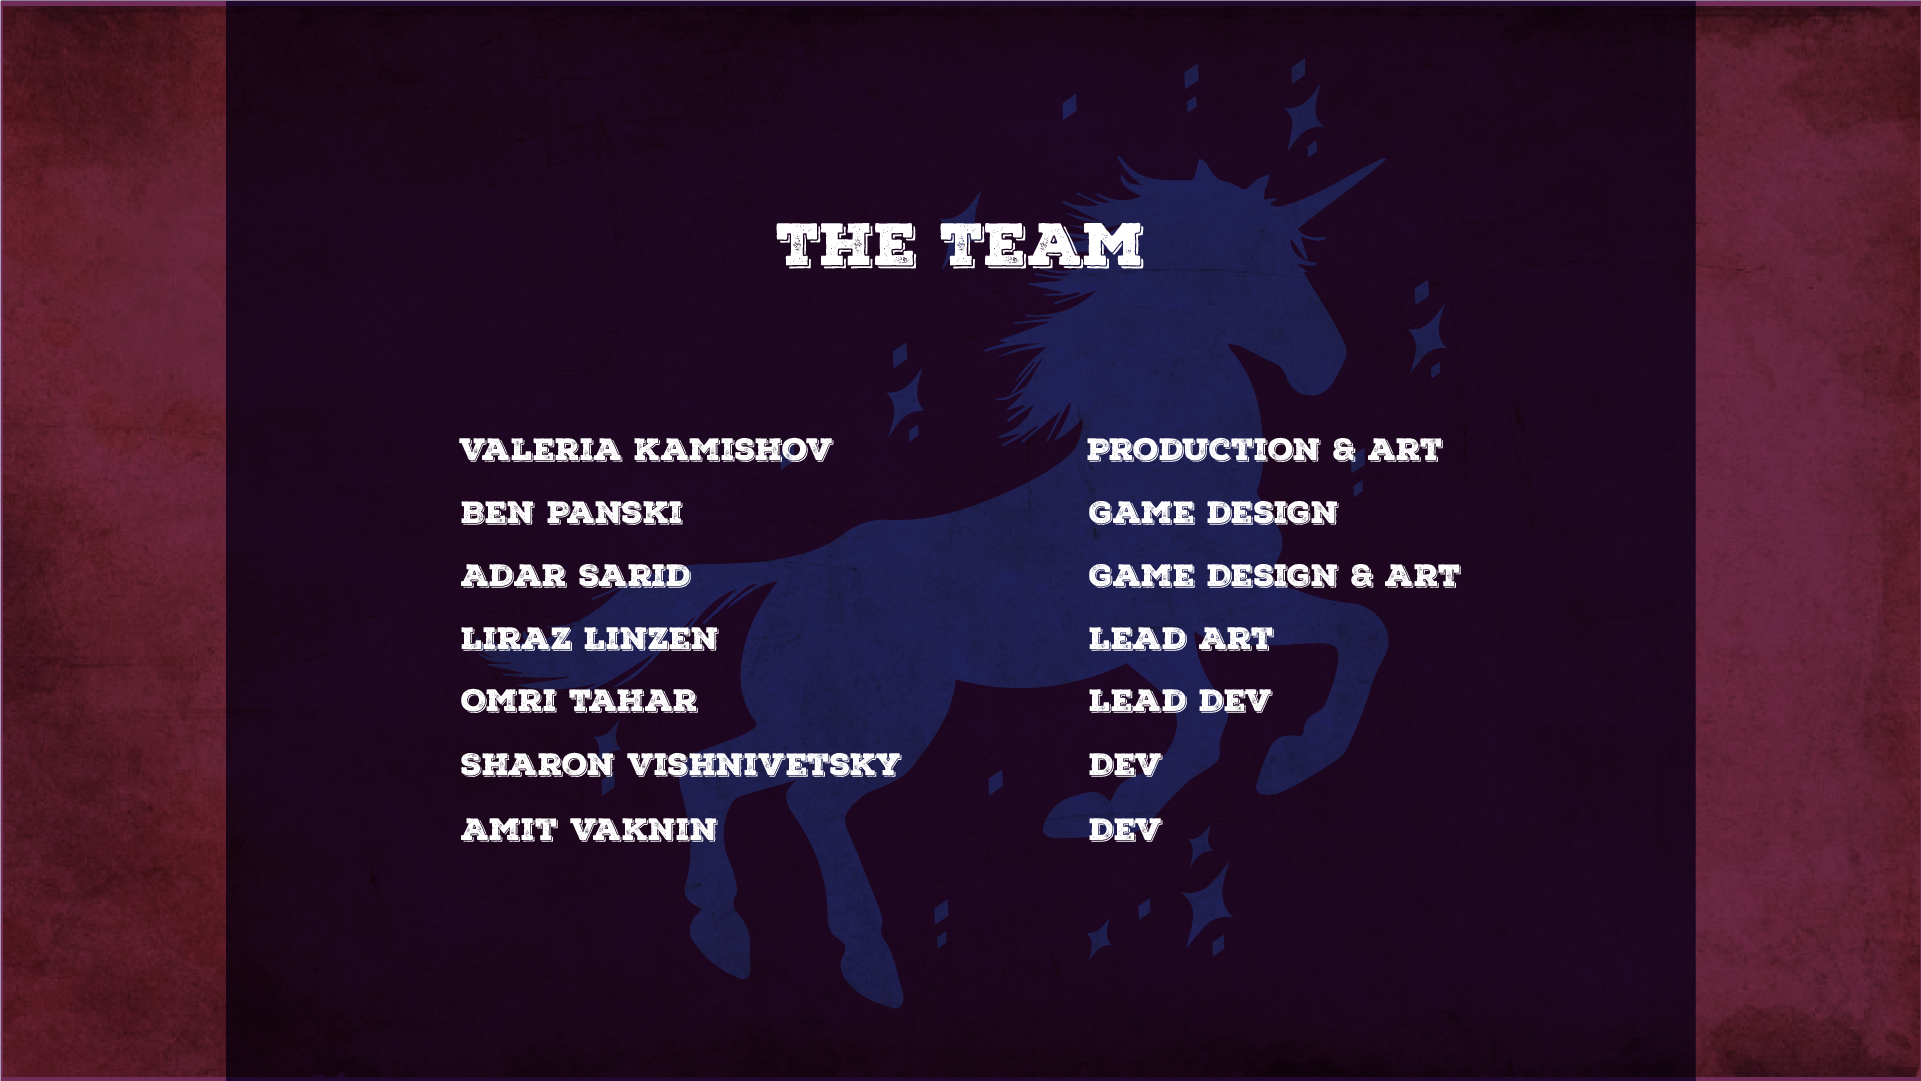 THE TEAM
VALERIA KAMISHOV PRODUCTION & ART
BEN PANSKI GAME DESIGN
ADAR SARID GAME DESIGN & ART
LIRAZ LINZEN LEAD ART
OMRI TAHAR LEAD DEV
SHARON VISHNIVETSKY DEV
AMIT VAKNIN DEV